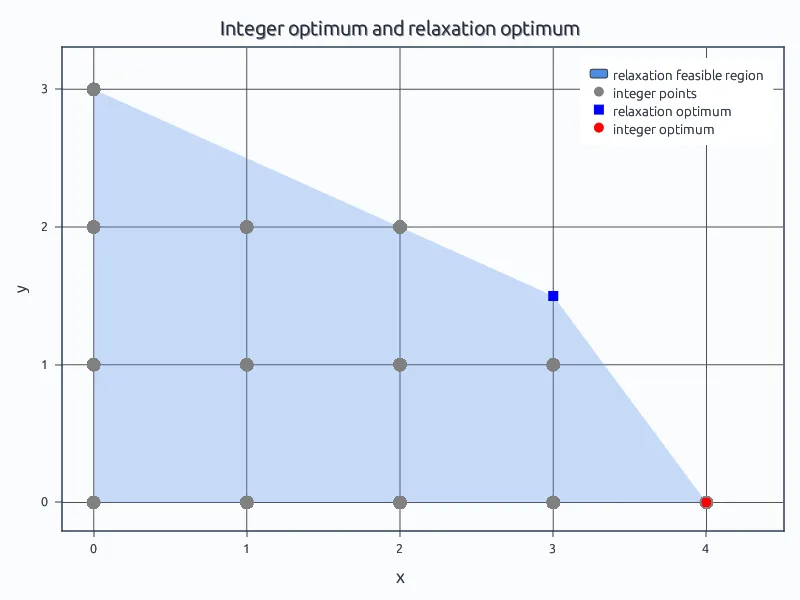 Integer optimum and relaxation optimum
relaxation feasible region
integer points
relaxation optimum
integer optimum
3
2
1
0
y
0 1 2 3 4
x